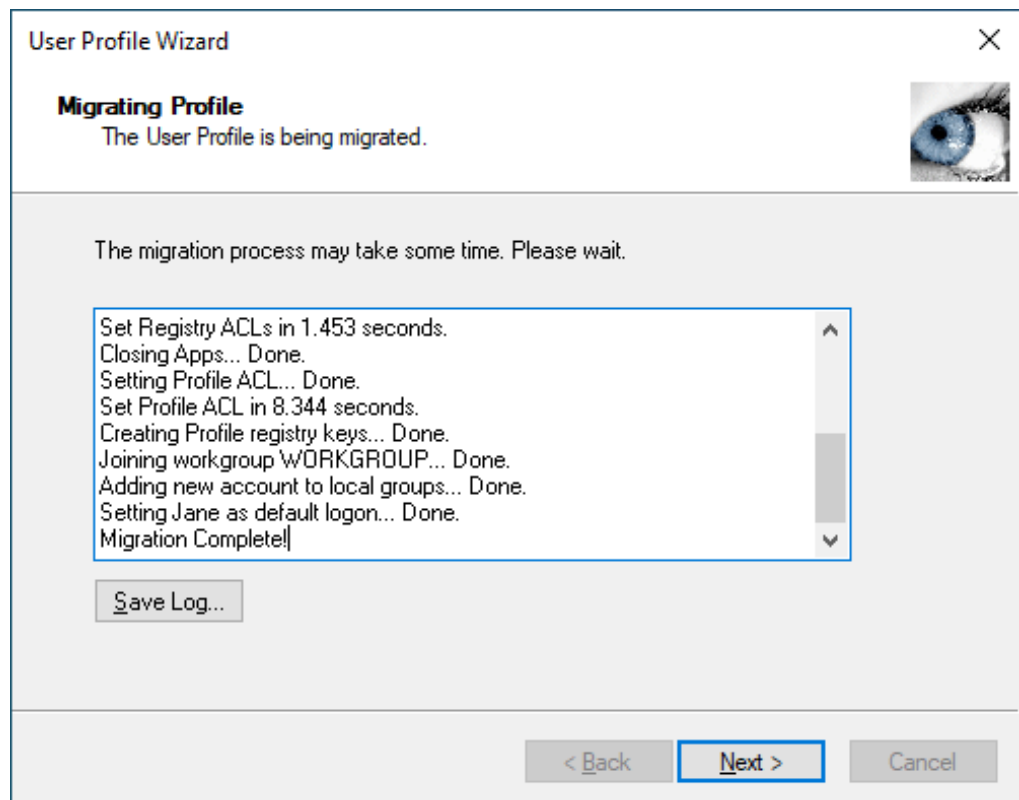 User Profile Wizard
Migrating Profile
The User Profile is being migrated.
The migration process may take some time. Please wait.
Set Registry ACLs in 1.453 seconds.
Closing Apps... Done.
Setting Profile ACL... Done.
Set Profile ACL in 8.344 seconds.
Creating Profile registry keys... Done.
Joining workgroup WORKGROUP... Done.
Adding new account to local groups... Done.
Setting Jane as default logon... Done.
Migration Complete!
Save Log...
< Back
Next >
Cancel